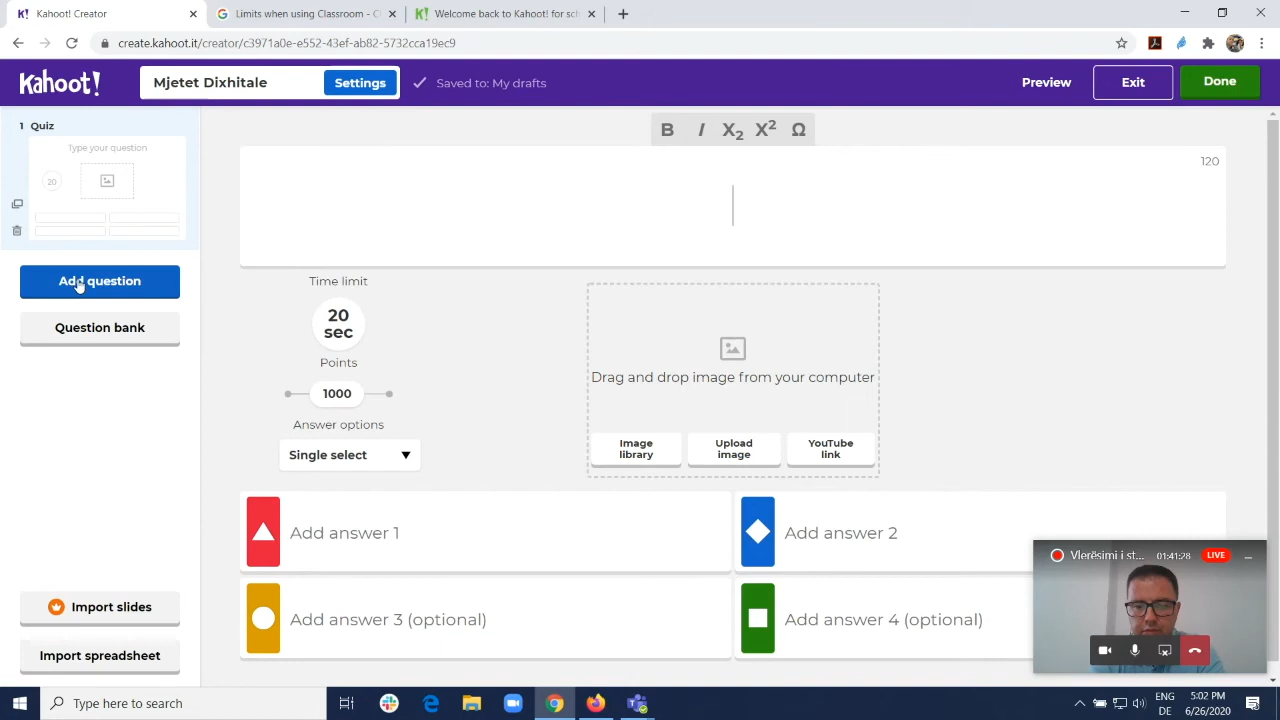 Kahoot! Creator
Limits when using Classroom - C
Welcome back to Kahoot! for sch
create.kahoot.it/creator/c3971a0e-e552-43ef-ab82-5732cca19ec9
Kahoot!
Mjetet Dixhitale
Settings
Saved to: My drafts
Preview
Exit
Done
1 Quiz
Type your question
20
Add question
Question bank
Import slides
Import spreadsheet
B I X2 X2 Ω
120
Time limit
20
sec
Points
1000
Answer options
Single select
Drag and drop image from your computer
Image
library
Upload
image
YouTube
link
Add answer 1
Add answer 2
Add answer 3 (optional)
Add answer 4 (optional)
Vlerësimi i st... 01:41:28 LIVE
Type here to search
ENG
DE
5:02 PM
6/26/2020